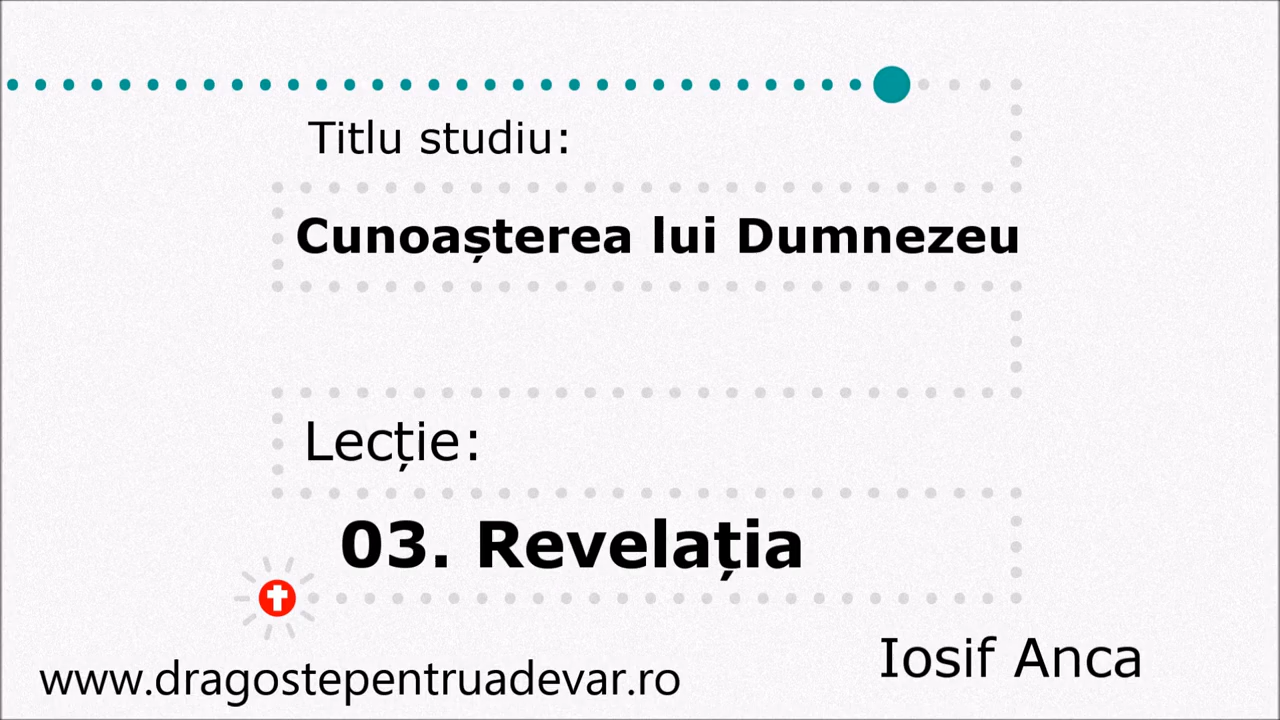 Titlu studiu:
Cunoașterea lui Dumnezeu
Lecție:
03. Revelația
Iosif Anca
www.dragostepentruadevar.ro